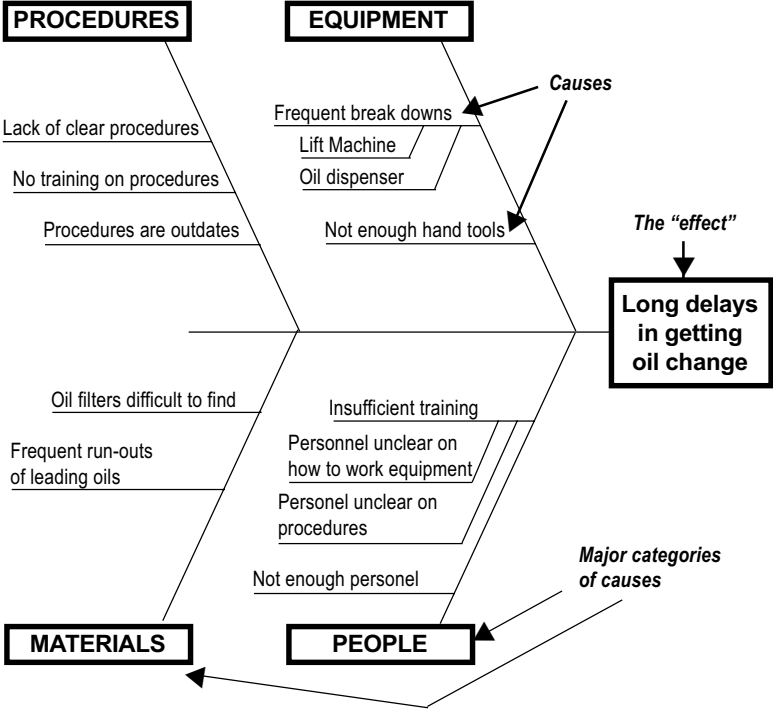 PROCEDURES
EQUIPMENT
Causes
Frequent break downs
Lack of clear procedures
Lift Machine
Oil dispenser
No training on procedures
Procedures are outdates
Not enough hand tools
The “effect”
Long delays
in getting
oil change
Oil filters difficult to find
Frequent run-outs
of leading oils
Insufficient training
Personnel unclear on
how to work equipment
Personel unclear on
procedures
Not enough personel
Major categories
of causes
MATERIALS
PEOPLE